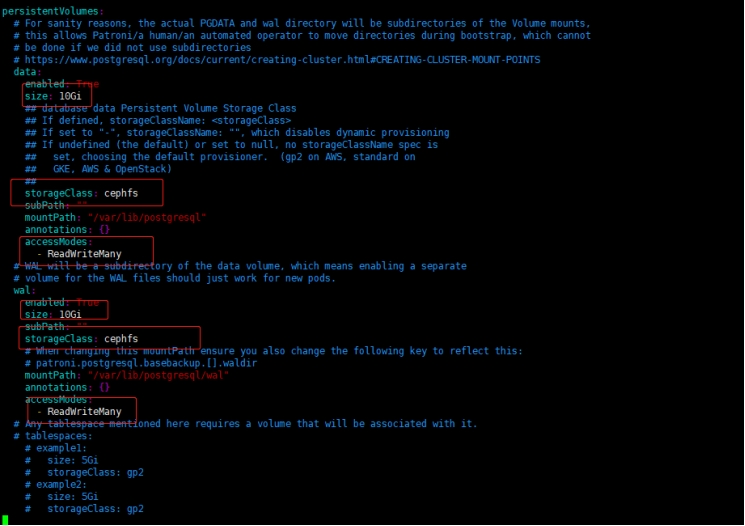 persistentVolumes:
  # For sanity reasons, the actual PGDATA and wal directory will be subdirectories of the Volume mounts,
  # this allows Patroni/a human/an automated operator to move directories during bootstrap, which cannot
  # be done if we did not use subdirectories
  # https://www.postgresql.org/docs/current/creating-cluster.html#CREATING-CLUSTER-MOUNT-POINTS
  data:
    enabled: True
    size: 10Gi
    ## database data Persistent Volume Storage Class
    ## If defined, storageClassName: <storageClass>
    ## If set to "-", storageClassName: "", which disables dynamic provisioning
    ## If undefined (the default) or set to null, no storageClassName spec is
    ##   set, choosing the default provisioner.  (gp2 on AWS, standard on
    ##   GKE, AWS & OpenStack)
    ##
    storageClass: cephfs
    subPath: ""
    mountPath: "/var/lib/postgresql"
    annotations: {}
    accessModes:
      - ReadWriteMany
  # WAL will be a subdirectory of the data volume, which means enabling a separate
  # volume for the WAL files should just work for new pods.
  wal:
    enabled: True
    size: 10Gi
    subPath: ""
    storageClass: cephfs
    # When changing this mountPath ensure you also change the following key to reflect this:
    # patroni.postgresql.basebackup.[].waldir
    mountPath: "/var/lib/postgresql/wal"
    annotations: {}
    accessModes:
      - ReadWriteMany
  # Any tablespace mentioned here requires a volume that will be associated with it.
  # tablespaces:
    # example1:
    #   size: 5Gi
    #   storageClass: gp2
    # example2:
    #   size: 5Gi
    #   storageClass: gp2